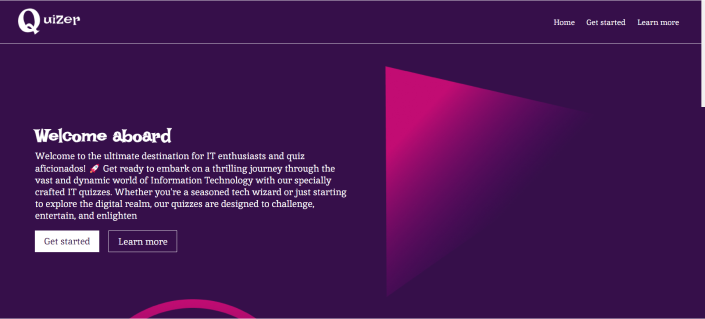 Quizer
Home Get started Learn more
Welcome aboard
Welcome to the ultimate destination for IT enthusiasts and quiz
aficionados! 🚀 Get ready to embark on a thrilling journey through the
vast and dynamic world of Information Technology with our specially
crafted IT quizzes. Whether you're a seasoned tech wizard or just starting
to explore the digital realm, our quizzes are designed to challenge,
entertain, and enlighten
Get started Learn more